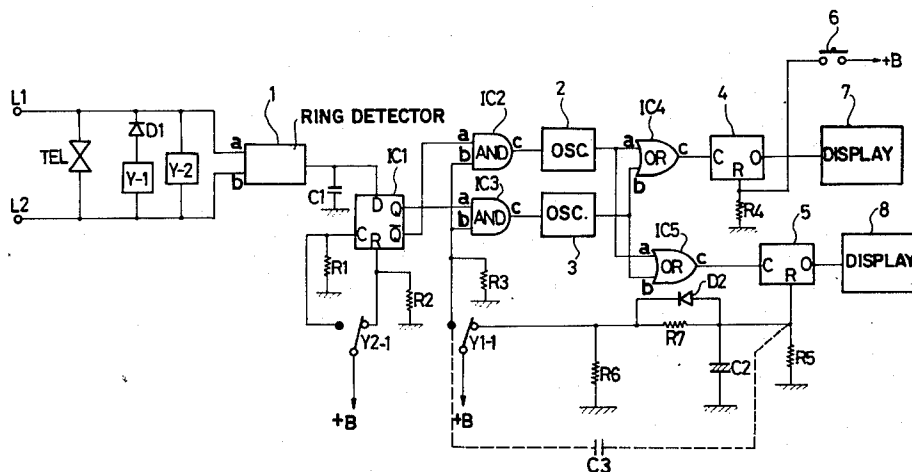 6
+B
IC2
2
IC4
4
7
L1
1
RING DETECTOR
a
b
AND
c
OSC.
a
b
OR
c
C
R
O
DISPLAY
TEL
D1
Y-1
Y-2
a
b
C1
IC1
D
Q
C
R
Q̅
IC3
a
b
AND
c
OSC.
3
R4
L2
IC5
a
b
OR
c
5
C
R
O
8
DISPLAY
R1
R2
R3
D2
R7
Y2-1
Y1-1
R6
C2
R5
+B
+B
C3